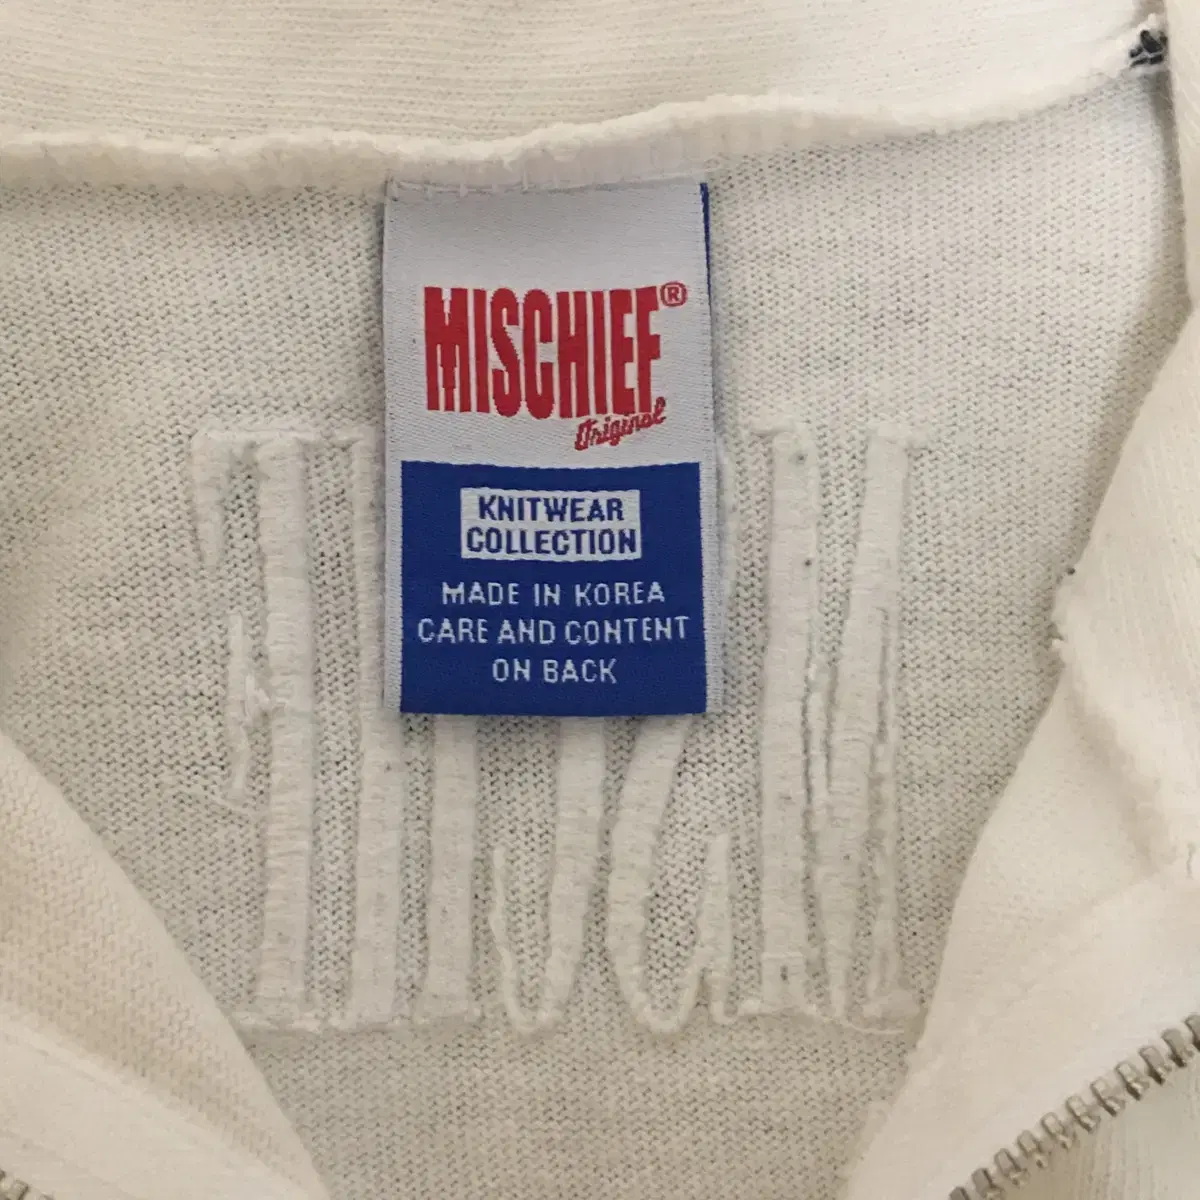 MISCHIEF®
Original
KNITWEAR
COLLECTION
MADE IN KOREA
CARE AND CONTENT
ON BACK